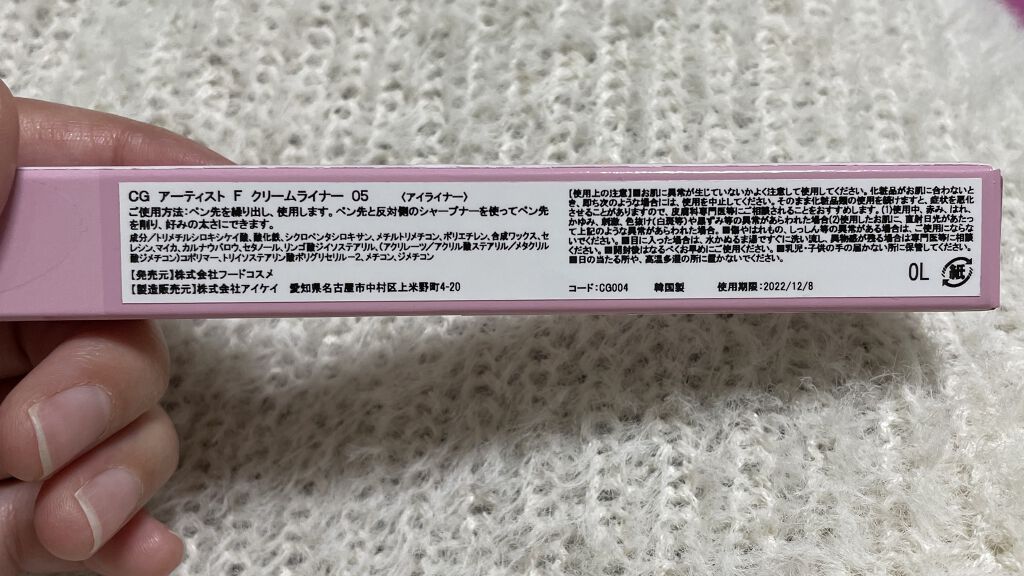 CG アーティスト F クリームライナー 05 〈アイライナー〉
ご使用方法:ペン先を繰り出し、使用します。ペン先と反対側のシャープナーを使ってペン先
を削り、好みの太さにできます。
成分/トリメチルシロキシケイ酸、酸化鉄、シクロペンタシロキサン、メチルトリメチコン、ポリエチレン、合成ワックス、セ
レシン、マイカ、カルナウバロウ、セタノール、リンゴ酸ジイソステアリル、(アクリレーツ/アクリル酸ステアリル/メタクリル
酸ジメチコン)コポリマー、トリイソステアリン酸ポリグリセリル-2、メチコン、ジメチコン
【発売元】株式会社フードコスメ
【製造販売元】株式会社アイケイ 愛知県名古屋市中村区上米野町4-20
【使用上の注意】■お肌に異常が生じていないかよく注意して使用してください。化粧品がお肌に合わないと
き、即ち次のような場合には、使用を中止してください。そのまま化粧品類の使用を続けますと、症状を悪化
させることがありますので、皮膚科専門医等にご相談されることをおすすめします。(1)使用中、赤み、はれ、
かゆみ、刺激、色抜け(白斑等)や黒ずみ等の異常があらわれた場合(2)使用したお肌に、直射日光があたっ
て上記のような異常があらわれた場合。■傷やはれもの、しっしん等の異常がある場合は、ご使用にならな
いでください。■目に入った場合は、水かぬるま湯ですぐに洗い流し、異物感が残る場合は専門医等に相談
ください。■開封後はなるべくお早めにご使用ください。■乳児・子供の手の届かない所に保管してください。
■日の当たる所や、高温多湿の所に置かないでください。
コード:CG004 韓国製 使用期限:2022/12/8
0L 紙